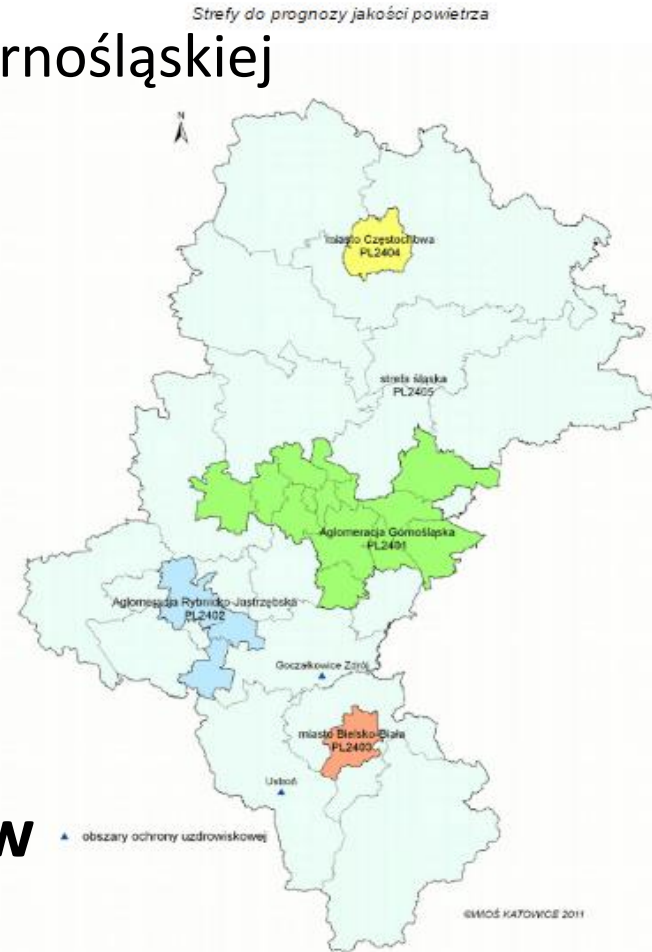 Strefy do prognozy jakości powietrza
rnośląskiej
N
miasto Częstochowa
PL2404
strefa śląska
PL2405
Aglomeracja Górnośląska
PL2401
Aglomeracja Rybnicko-Jastrzębska
PL2402
Goczałkowice Zdrój
miasto Bielsko-Biała
PL2403
Ustroń
w
obszary ochrony uzdrowiskowej
©WIOŚ KATOWICE 2011